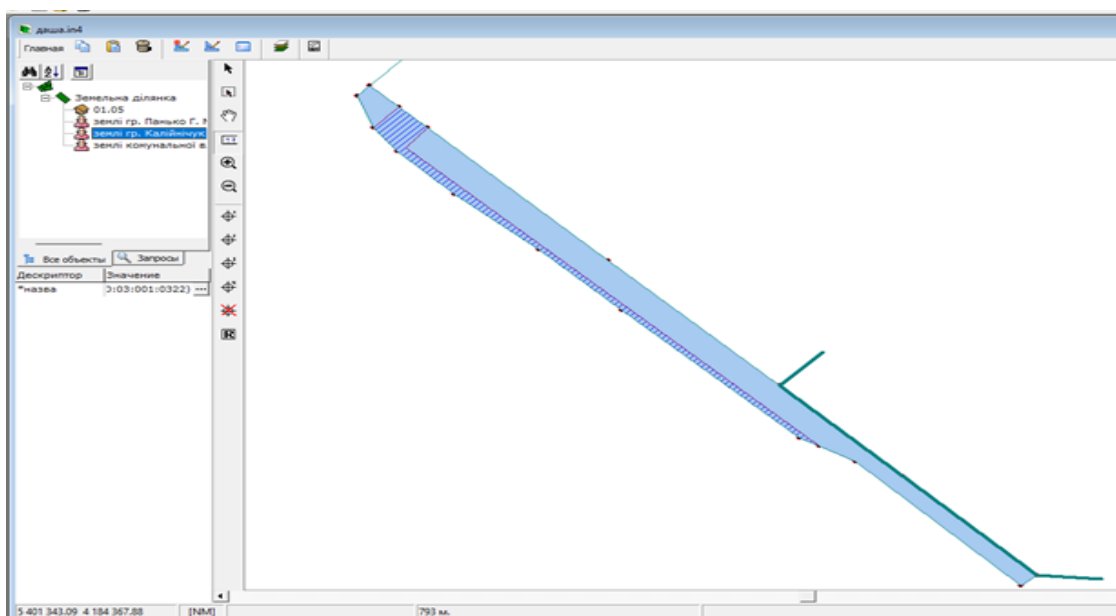 даша.in4
Главная
Земельна ділянка
01.05
землі гр. Панько Г. М
землі гр. Калійнічук
землі комунальної в.
Все объекты
Запросы
Дескриптор
Значение
*назва
0:03:001:0322) ...
5 401 343.09 4 184 367.88
[NM]
793 м.